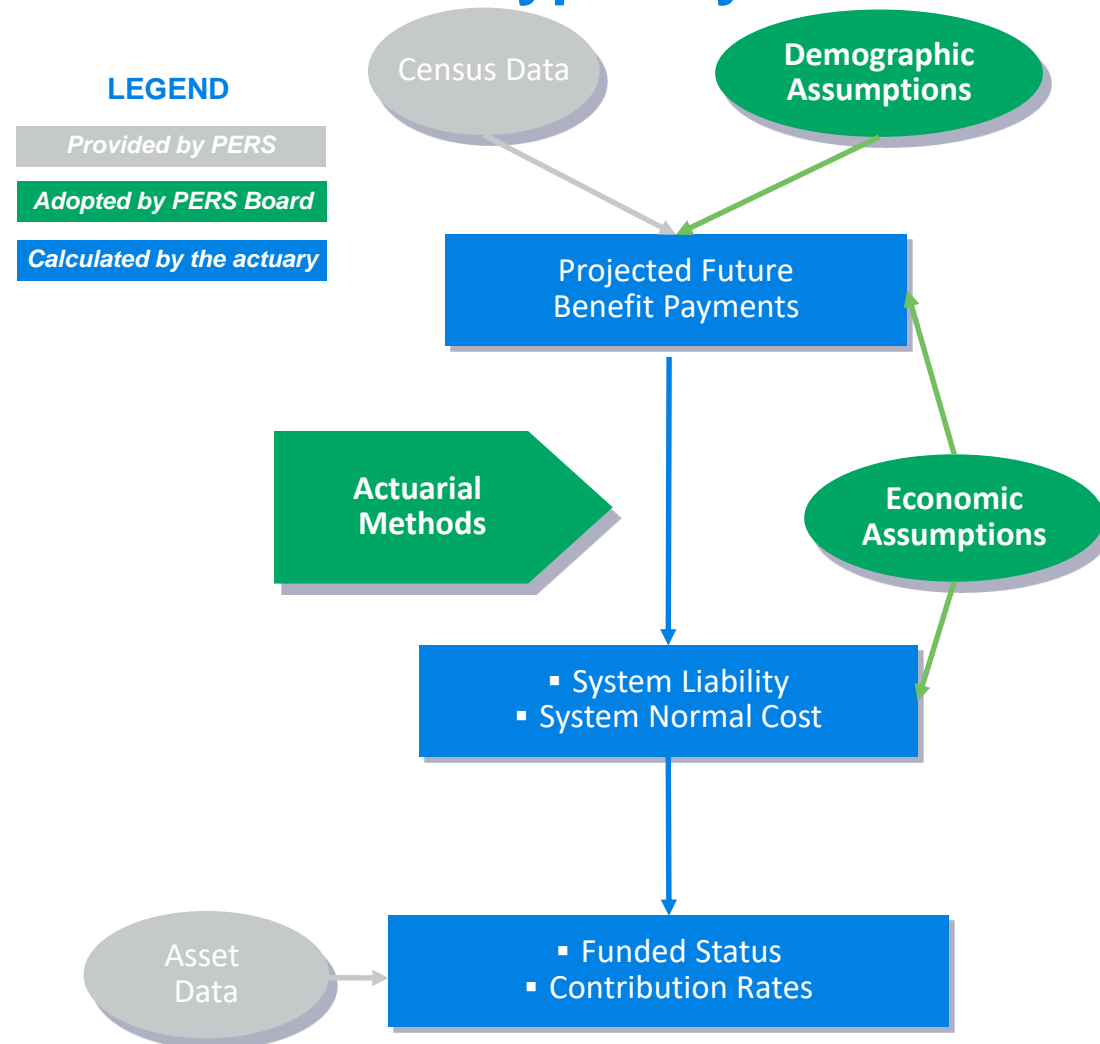 LEGEND
Provided by PERS
Adopted by PERS Board
Calculated by the actuary
Census Data
Demographic
Assumptions
Projected Future
Benefit Payments
Actuarial
Methods
Economic
Assumptions
▪ System Liability
▪ System Normal Cost
Asset
Data
▪ Funded Status
▪ Contribution Rates